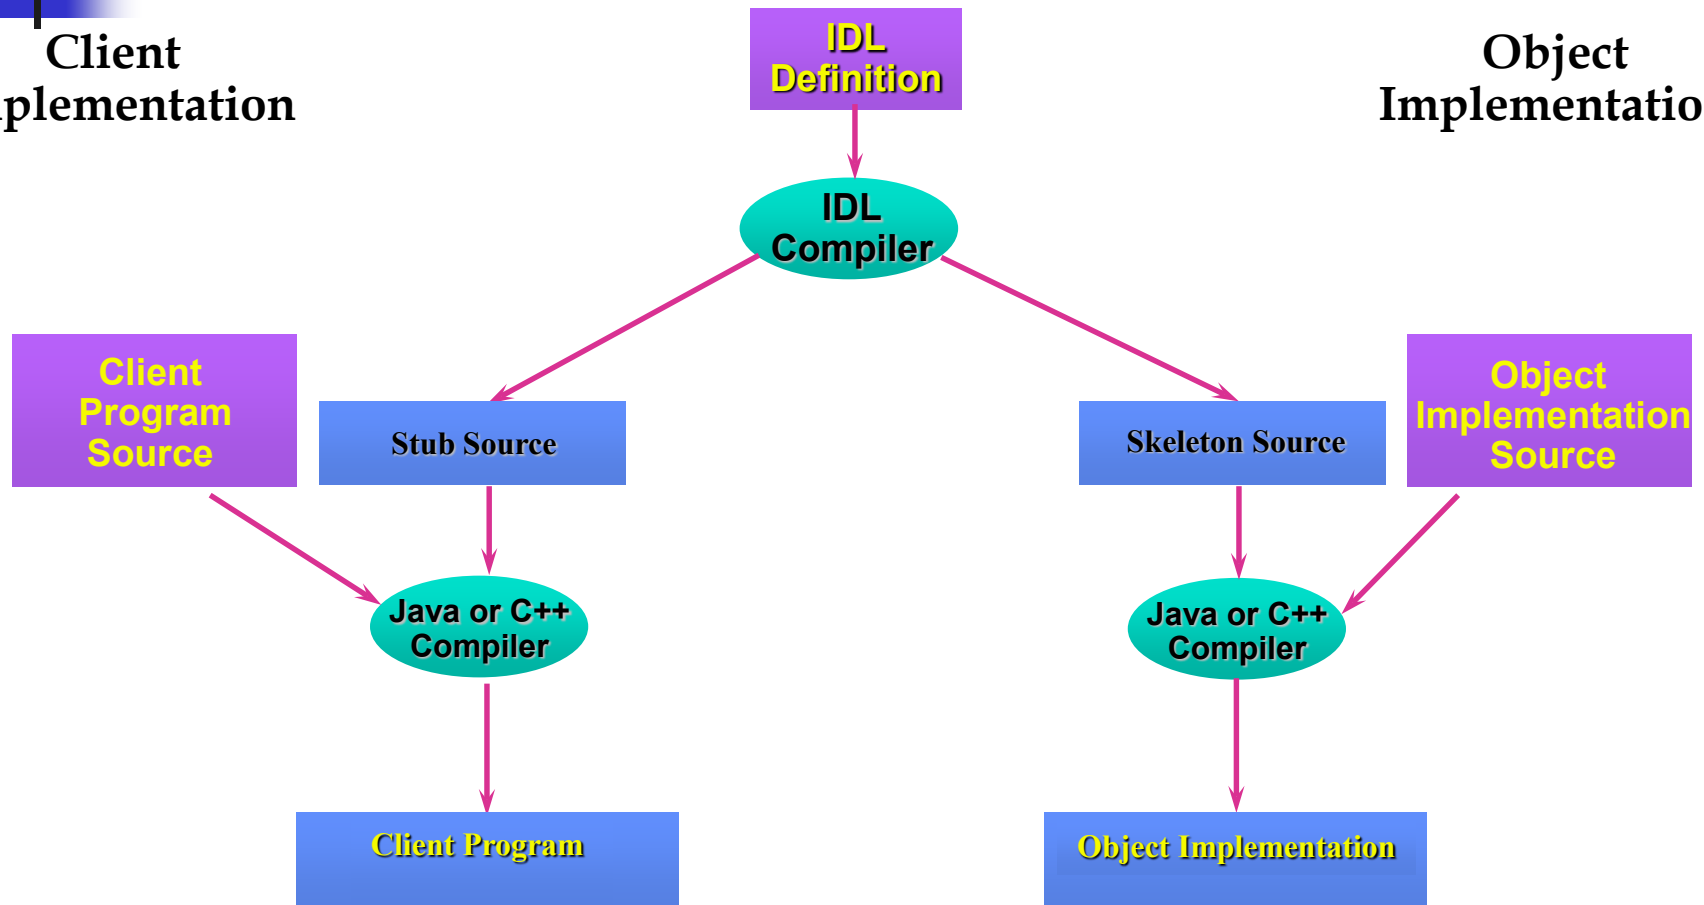 Client
plementation
IDL
Definition
Object
Implementatio
IDL
Compiler
Client
Program
Source
Stub Source
Skeleton Source
Object
Implementation
Source
Java or C++
Compiler
Java or C++
Compiler
Client Program
Object Implementation